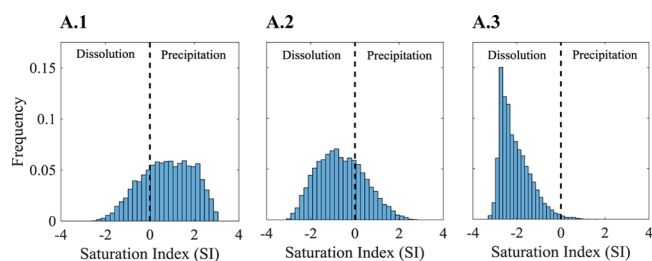 A.1
A.2
A.3
Dissolution Precipitation
Dissolution Precipitation
Dissolution Precipitation
Frequency
0.15
0.1
0.05
0
-4 -2 0 2 4
-4 -2 0 2 4
-4 -2 0 2 4
Saturation Index (SI)
Saturation Index (SI)
Saturation Index (SI)